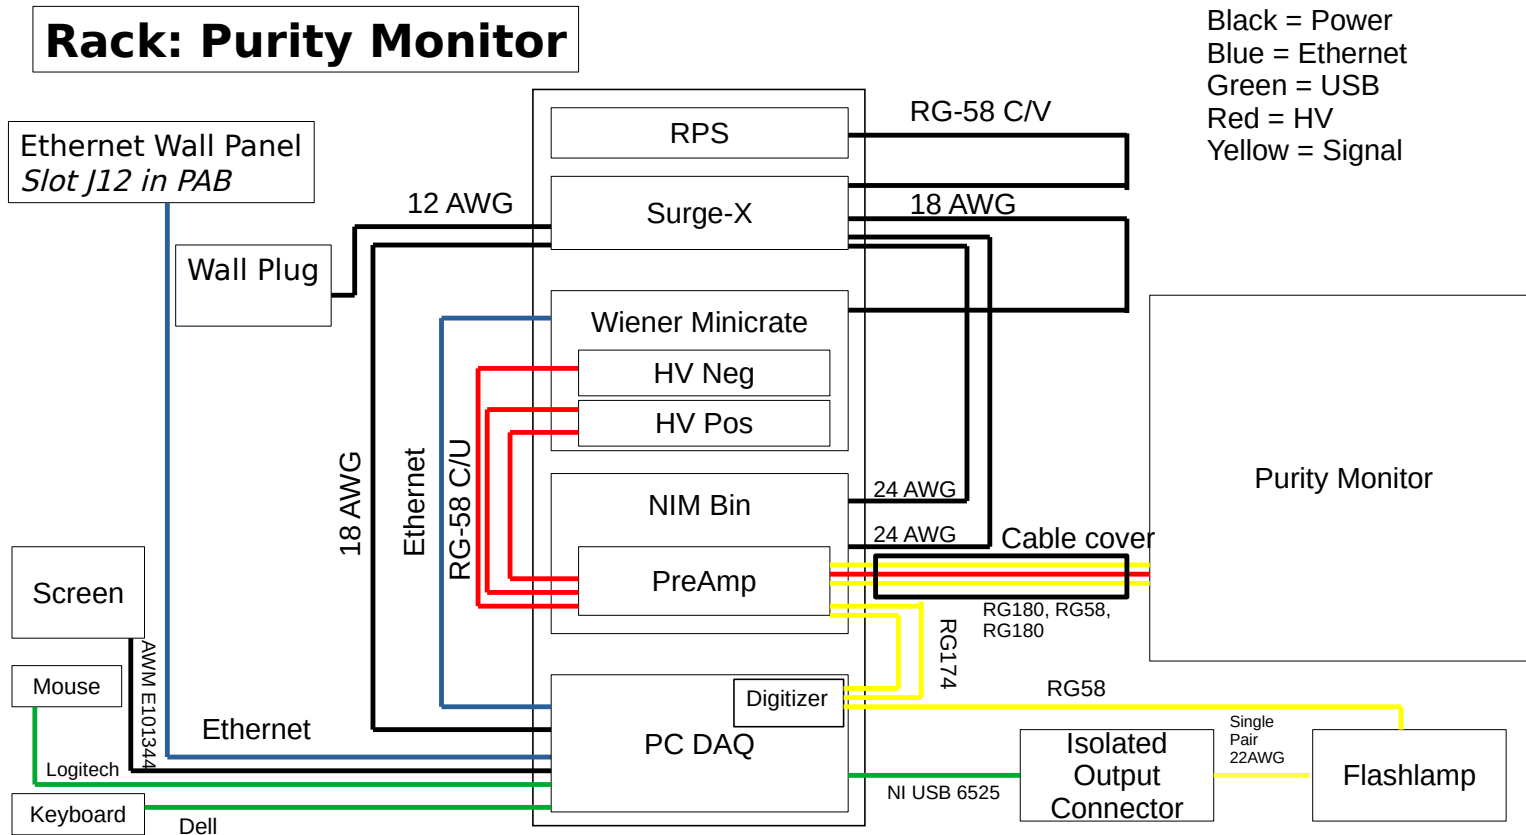 Rack: Purity Monitor
Black = Power
Blue = Ethernet
Green = USB
Red = HV
Yellow = Signal
Ethernet Wall Panel
Slot J12 in PAB
RPS
RG-58 C/V
12 AWG
Surge-X
18 AWG
Wall Plug
Wiener Minicrate
HV Neg
HV Pos
18 AWG
Ethernet
RG-58 C/U
NIM Bin
24 AWG
24 AWG
Cable cover
Purity Monitor
PreAmp
RG180, RG58,
RG180
RG174
Screen
AWM E101344
Mouse
Ethernet
Logitech
Keyboard
Dell
Digitizer
PC DAQ
RG58
NI USB 6525
Isolated
Output
Connector
Single
Pair
22AWG
Flashlamp